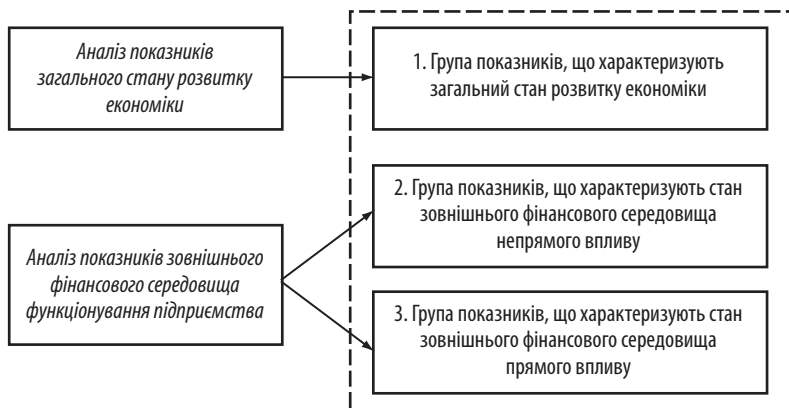 Аналіз показників
загального стану розвитку
економіки
1. Група показників, що характеризують
загальний стан розвитку економіки
2. Група показників, що характеризують стан
зовнішнього фінансового середовища
непрямого впливу
Аналіз показників зовнішнього
фінансового середовища
функціонування підприємства
3. Група показників, що характеризують стан
зовнішнього фінансового середовища
прямого впливу